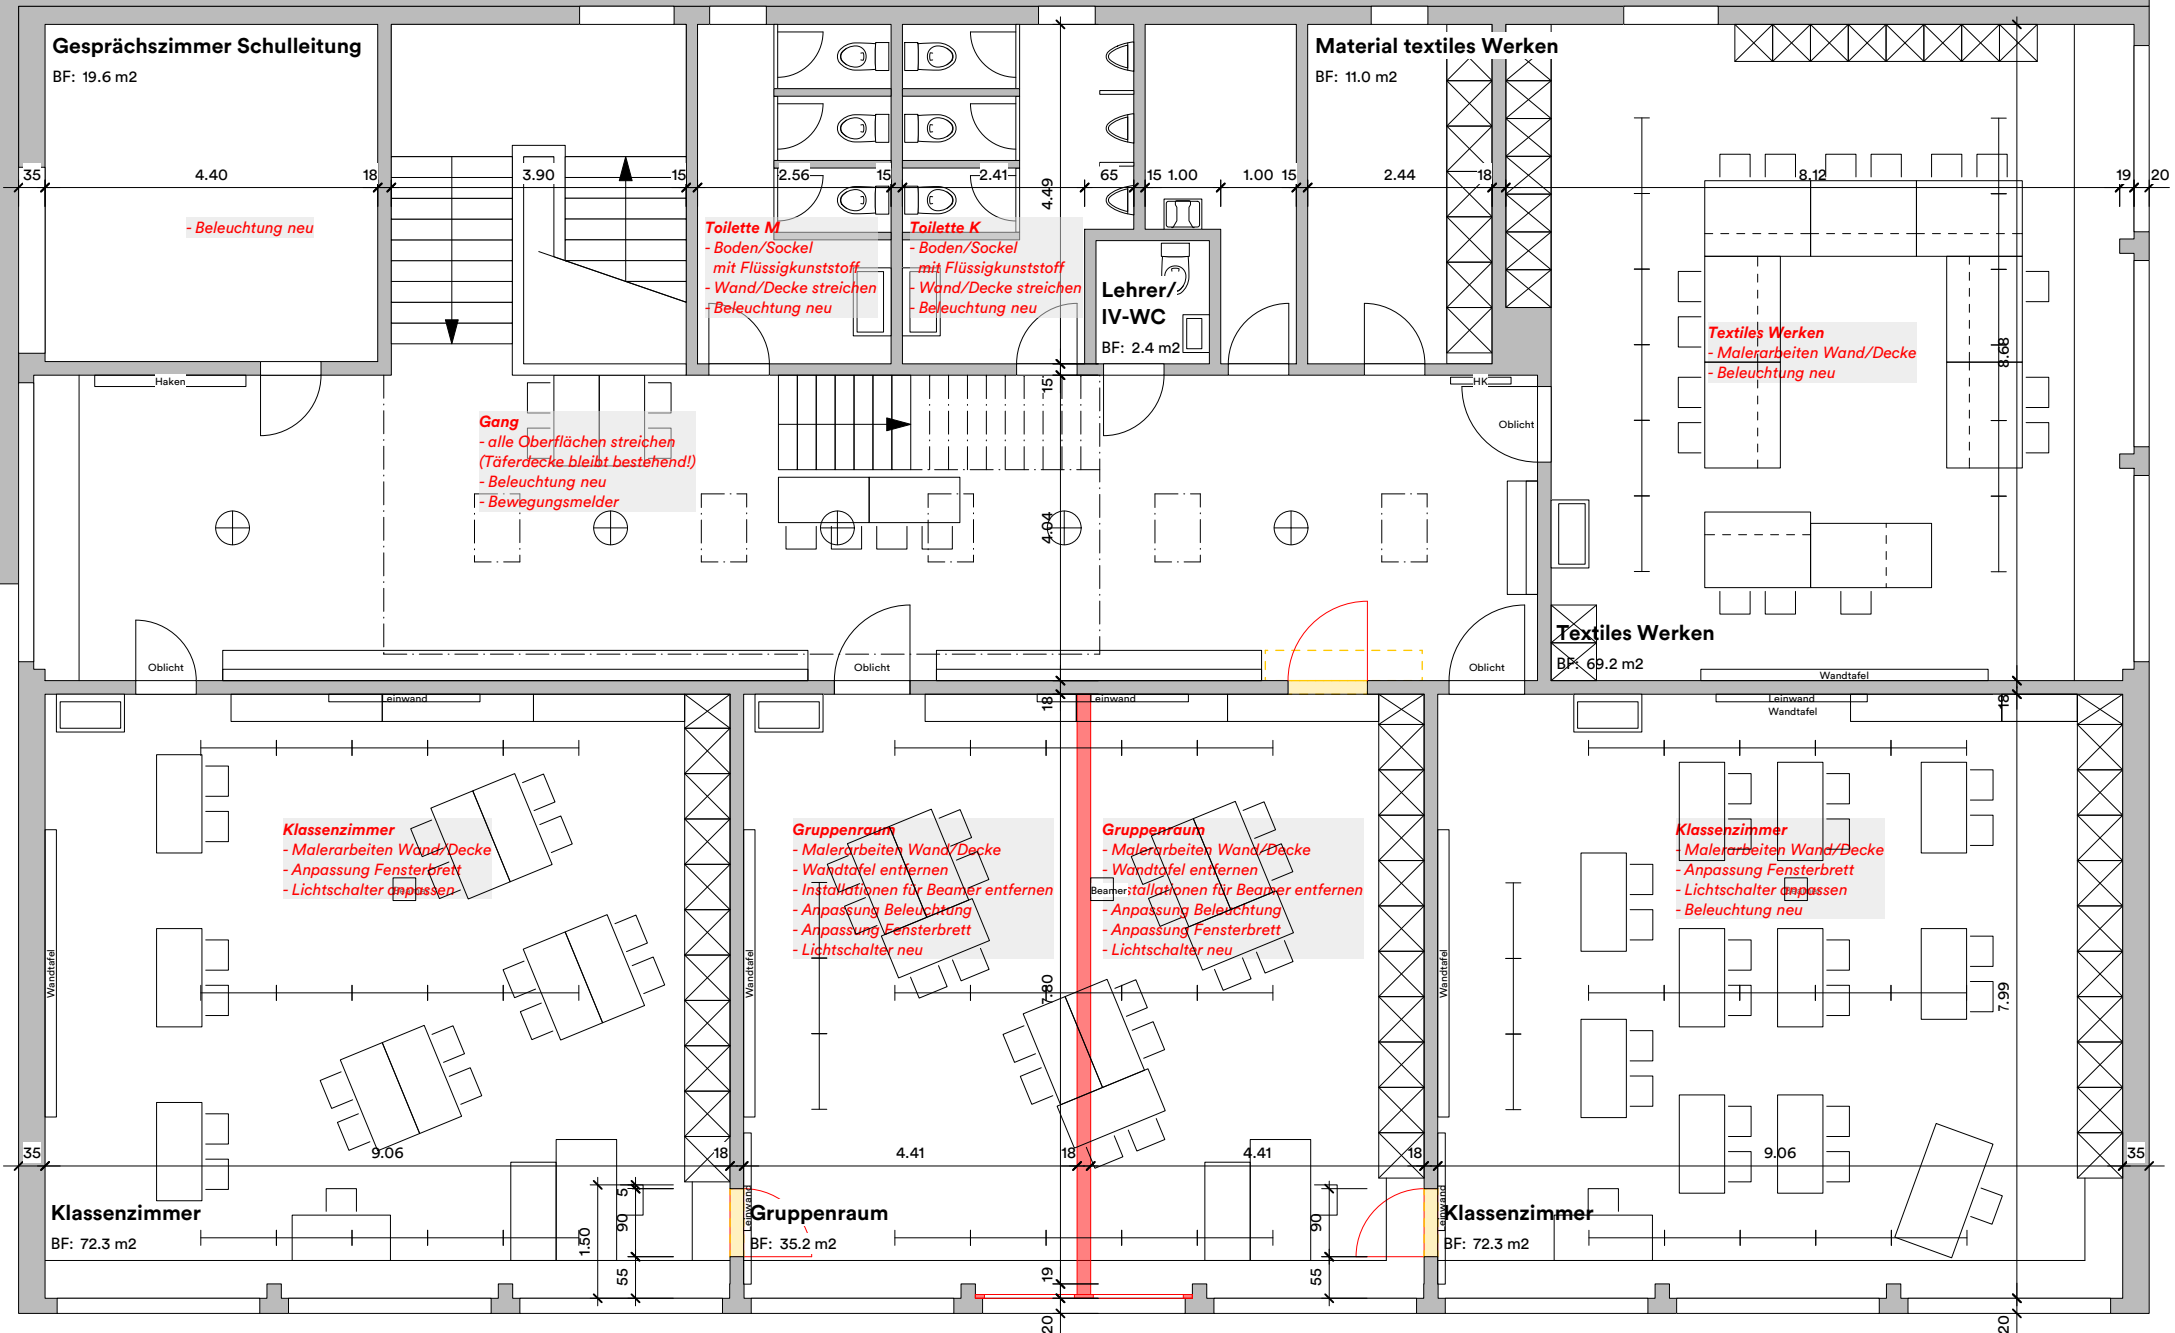 Gesprächszimmer Schulleitung
BF: 19.6 m2
Material textiles Werken
BF: 11.0 m2
35
4.40
18
3.90
15
2.56
15
2.41
65
15
1.00
1.00
15
2.44
18
8.12
19
20
4.49
- Beleuchtung neu
Toilette M
- Boden/Sockel
mit Flüssigkunststoff
- Wand/Decke streichen
- Beleuchtung neu
Toilette K
- Boden/Sockel
mit Flüssigkunststoff
- Wand/Decke streichen
- Beleuchtung neu
Lehrer/
IV-WC
BF: 2.4 m2
Textiles Werken
- Malerarbeiten Wand/Decke
- Beleuchtung neu
8.68
Haken
15
HK
Oblicht
Gang
- alle Oberflächen streichen
(Täferdecke bleibt bestehend!)
- Beleuchtung neu
- Bewegungsmelder
4.04
Textiles Werken
BF: 69.2 m2
Oblicht
Oblicht
Oblicht
Wandtafel
Leinwand
18
Leinwand
Leinwand
Wandtafel
18
Klassenzimmer
- Malerarbeiten Wand/Decke
- Anpassung Fensterbrett
- Lichtschalter anpassen
Gruppenraum
- Malerarbeiten Wand/Decke
- Wandtafel entfernen
- Installationen für Beamer entfernen
- Anpassung Beleuchtung
- Anpassung Fensterbrett
- Lichtschalter neu
Gruppenraum
- Malerarbeiten Wand/Decke
- Wandtafel entfernen
- Installationen für Beamer entfernen
- Anpassung Beleuchtung
- Anpassung Fensterbrett
- Lichtschalter neu
Beamer
Klassenzimmer
- Malerarbeiten Wand/Decke
- Anpassung Fensterbrett
- Lichtschalter anpassen
- Beleuchtung neu
Wandtafel
Wandtafel
7.80
Wandtafel
7.99
35
9.06
18
4.41
18
4.41
18
9.06
35
Klassenzimmer
BF: 72.3 m2
1.50
5
90
55
Leinwand
Gruppenraum
BF: 35.2 m2
19
20
90
55
Leinwand
Klassenzimmer
BF: 72.3 m2
20